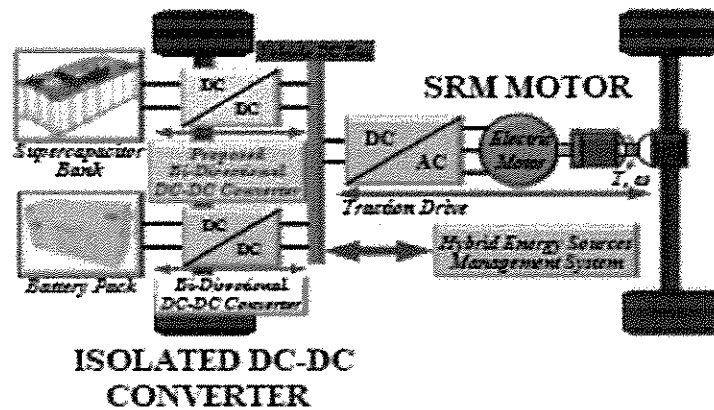 SRM MOTOR
DC
DC
Supercapacitor
Bank
Proposed
Bi-Directional
DC-DC Converter
DC
AC
Electric
Motor
T, ω
Traction Drive
DC
DC
Battery Pack
Bi-Directional
DC-DC Converter
Hybrid Energy Sources
Management System
ISOLATED DC-DC
CONVERTER